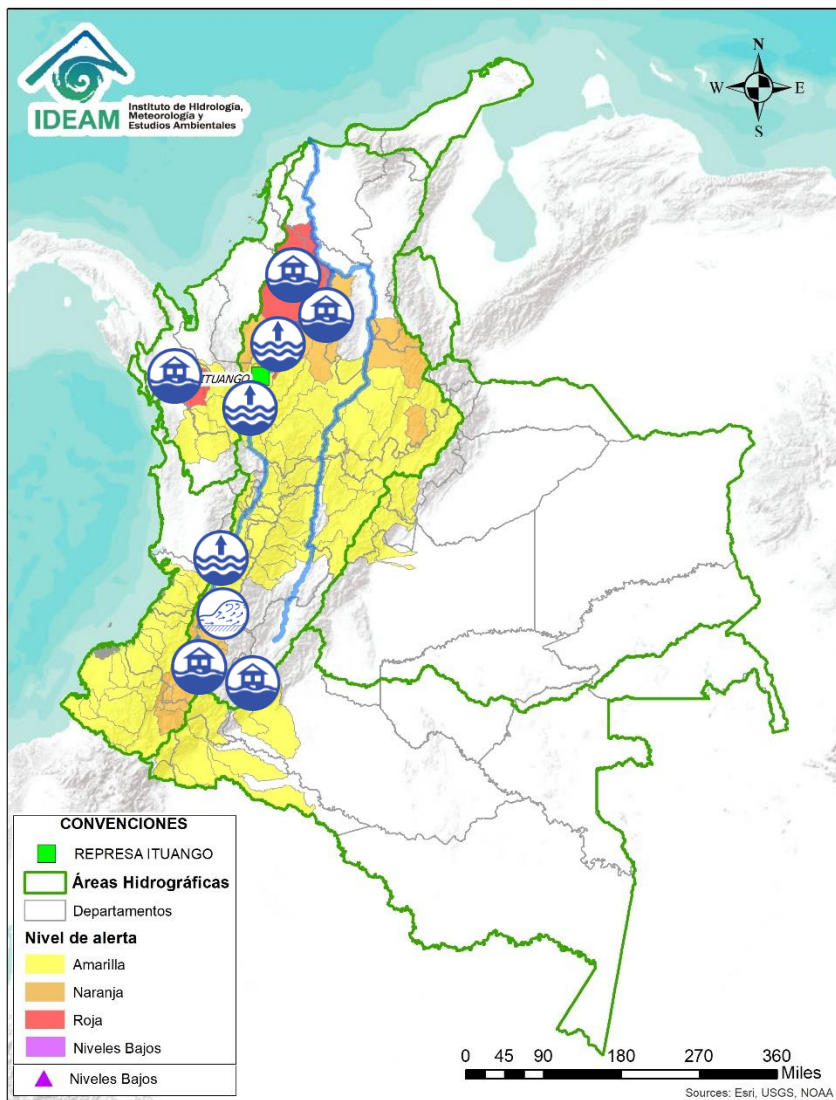 IDEAM
Instituto de Hidrología,
Meteorología y
Estudios Ambientales
N
W
E
S
ITUANGO
CONVENCIONES
REPRESA ITUANGO
Áreas Hidrográficas
Departamentos
Nivel de alerta
Amarilla
Naranja
Roja
Niveles Bajos
Niveles Bajos
0 45 90 180 270 360
Miles
Sources: Esri, USGS, NOAA